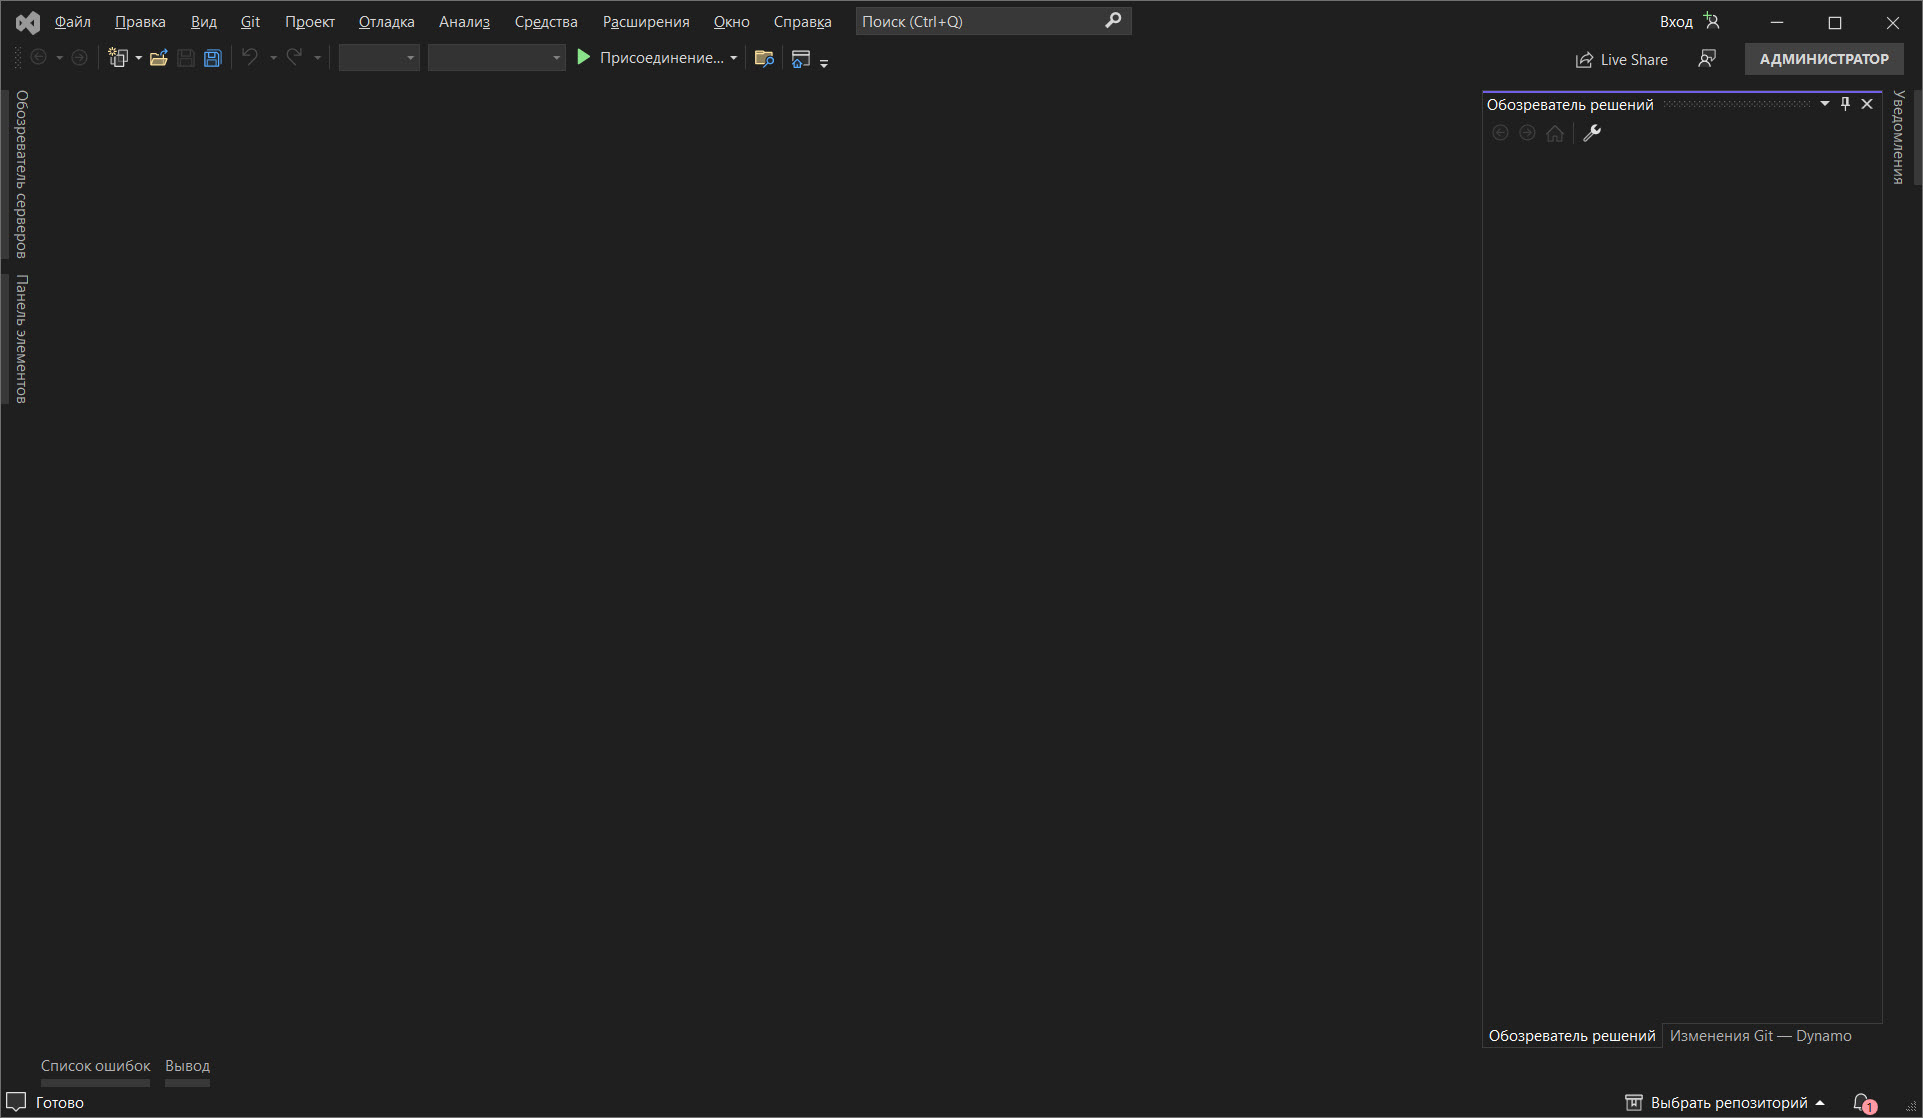 Файл Правка Вид Git Проект Отладка Анализ Средства Расширения Окно Справка Поиск (Ctrl+Q) Вход
Присоединение... Live Share АДМИНИСТРАТОР
Обозреватель серверов
Панель элементов
Обозреватель решений
Уведомления
Обозреватель решений Изменения Git — Dynamo
Список ошибок Вывод
Готово Выбрать репозиторий 1